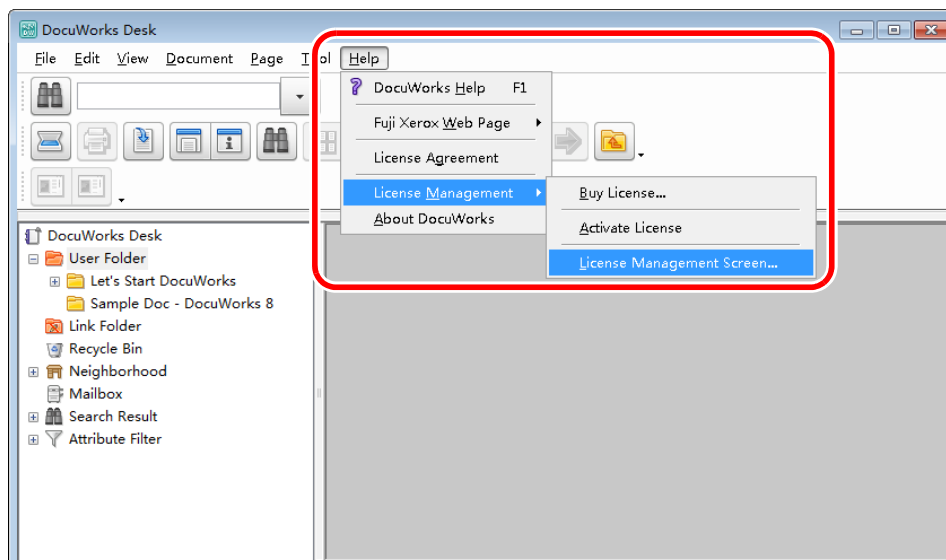 DocuWorks Desk
File Edit View Document Page T ol Help
DocuWorks Help F1
Fuji Xerox Web Page
License Agreement
License Management
About DocuWorks
Buy License...
Activate License
License Management Screen...
DocuWorks Desk
User Folder
Let's Start DocuWorks
Sample Doc - DocuWorks 8
Link Folder
Recycle Bin
Neighborhood
Mailbox
Search Result
Attribute Filter